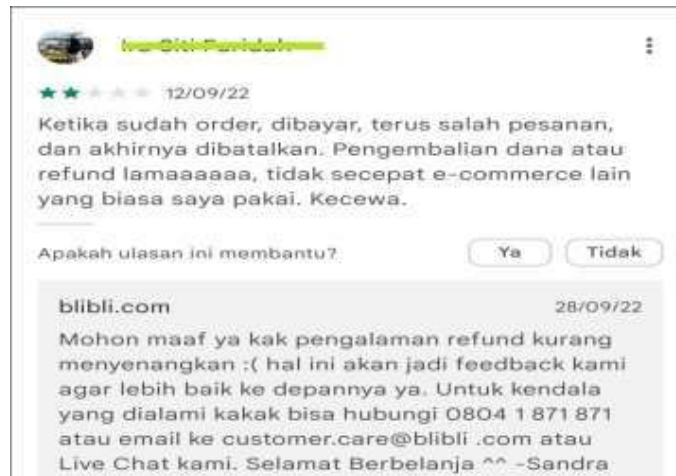 12/09/22
Ketika sudah order, dibayar, terus salah pesanan,
dan akhirnya dibatalkan. Pengembalian dana atau
refund lamaaaaaa, tidak secepat e-commerce lain
yang biasa saya pakai. Kecewa.
Apakah ulasan ini membantu? Ya Tidak
blibli.com 28/09/22
Mohon maaf ya kak pengalaman refund kurang
menyenangkan :( hal ini akan jadi feedback kami
agar lebih baik ke depannya ya. Untuk kendala
yang dialami kakak bisa hubungi 0804 1 871 871
atau email ke customer.care@blibli .com atau
Live Chat kami. Selamat Berbelanja ^^ -Sandra